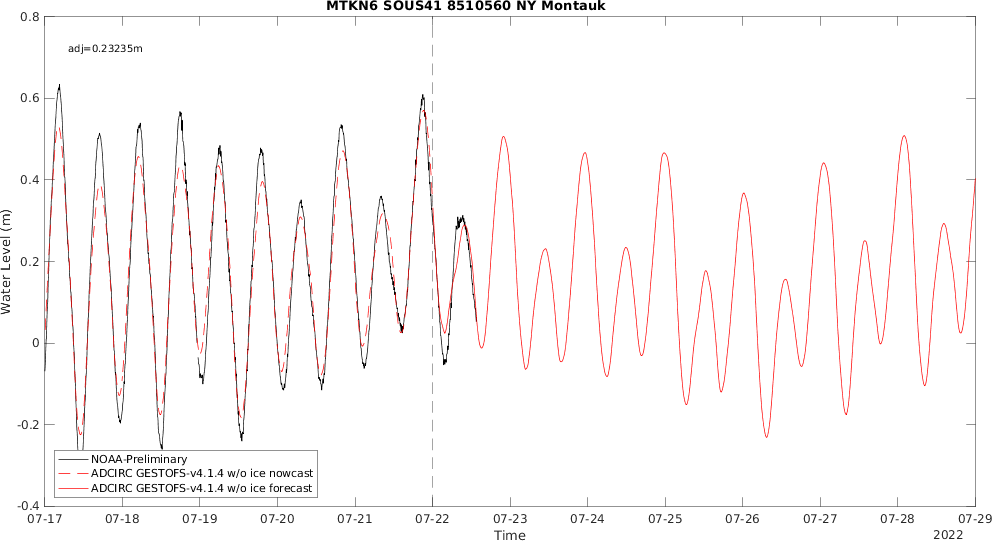 MTKN6 SOUS41 8510560 NY Montauk
adj=0.23235m
Water Level (m)
0.8
0.6
0.4
0.2
0
-0.2
-0.4
NOAA-Preliminary
ADCIRC GESTOFS-v4.1.4 w/o ice nowcast
ADCIRC GESTOFS-v4.1.4 w/o ice forecast
07-17 07-18 07-19 07-20 07-21 07-22 07-23 07-24 07-25 07-26 07-27 07-28 07-29
Time
2022